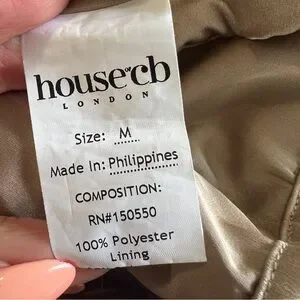 house of cb
LONDON
Size: M
Made In: Philippines
COMPOSITION:
RN#150550
100% Polyester
Lining